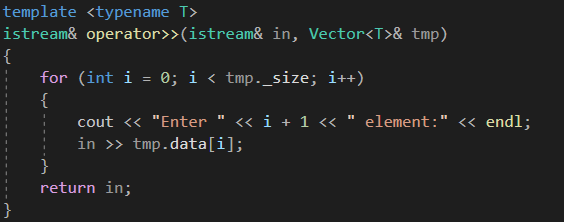 template <typename T>
istream& operator>>(istream& in, Vector<T>& tmp)
{
    for (int i = 0; i < tmp._size; i++)
    {
        cout << "Enter " << i + 1 << " element:" << endl;
        in >> tmp.data[i];
    }
    return in;
}